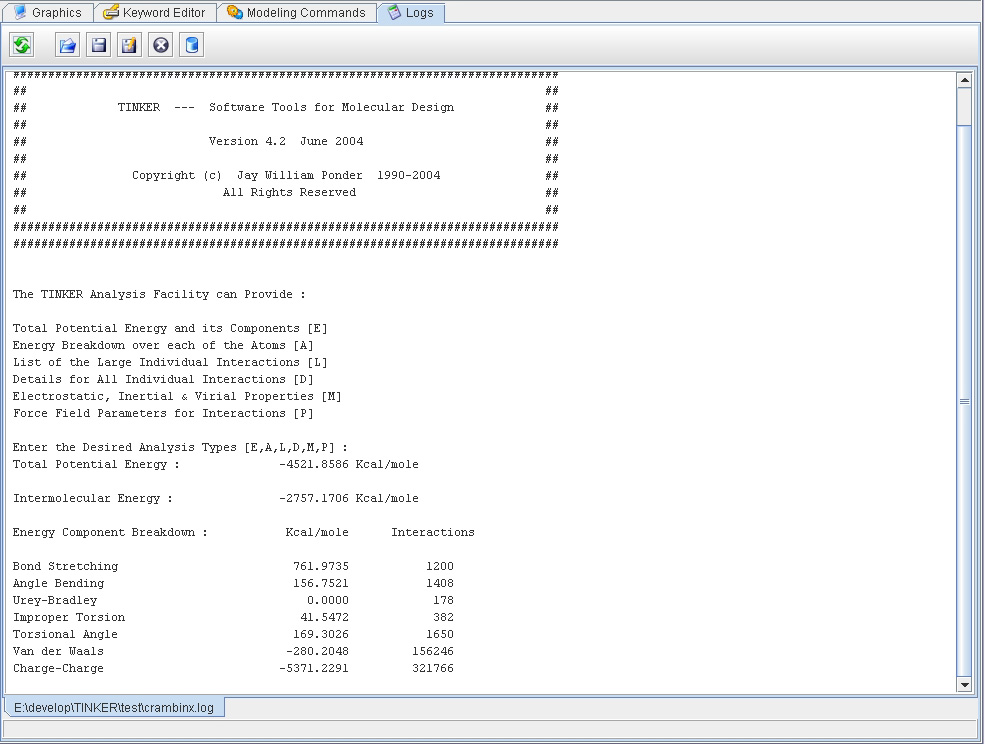 Graphics Keyword Editor Modeling Commands Logs
##############################################################################
## ##
## TINKER --- Software Tools for Molecular Design ##
## ##
## Version 4.2 June 2004 ##
## ##
## Copyright (c) Jay William Ponder 1990-2004 ##
## All Rights Reserved ##
## ##
##############################################################################
##############################################################################
The TINKER Analysis Facility can Provide :
Total Potential Energy and its Components [E]
Energy Breakdown over each of the Atoms [A]
List of the Large Individual Interactions [L]
Details for All Individual Interactions [D]
Electrostatic, Inertial & Virial Properties [M]
Force Field Parameters for Interactions [P]
Enter the Desired Analysis Types [E,A,L,D,M,P] :
Total Potential Energy : -4521.8586 Kcal/mole
Intermolecular Energy : -2757.1706 Kcal/mole
Energy Component Breakdown : Kcal/mole Interactions
Bond Stretching 761.9735 1200
Angle Bending 156.7521 1408
Urey-Bradley 0.0000 178
Improper Torsion 41.5472 382
Torsional Angle 169.3026 1650
Van der Waals -280.2048 156246
Charge-Charge -5371.2291 321766
E:\develop\TINKER\test\crambinx.log